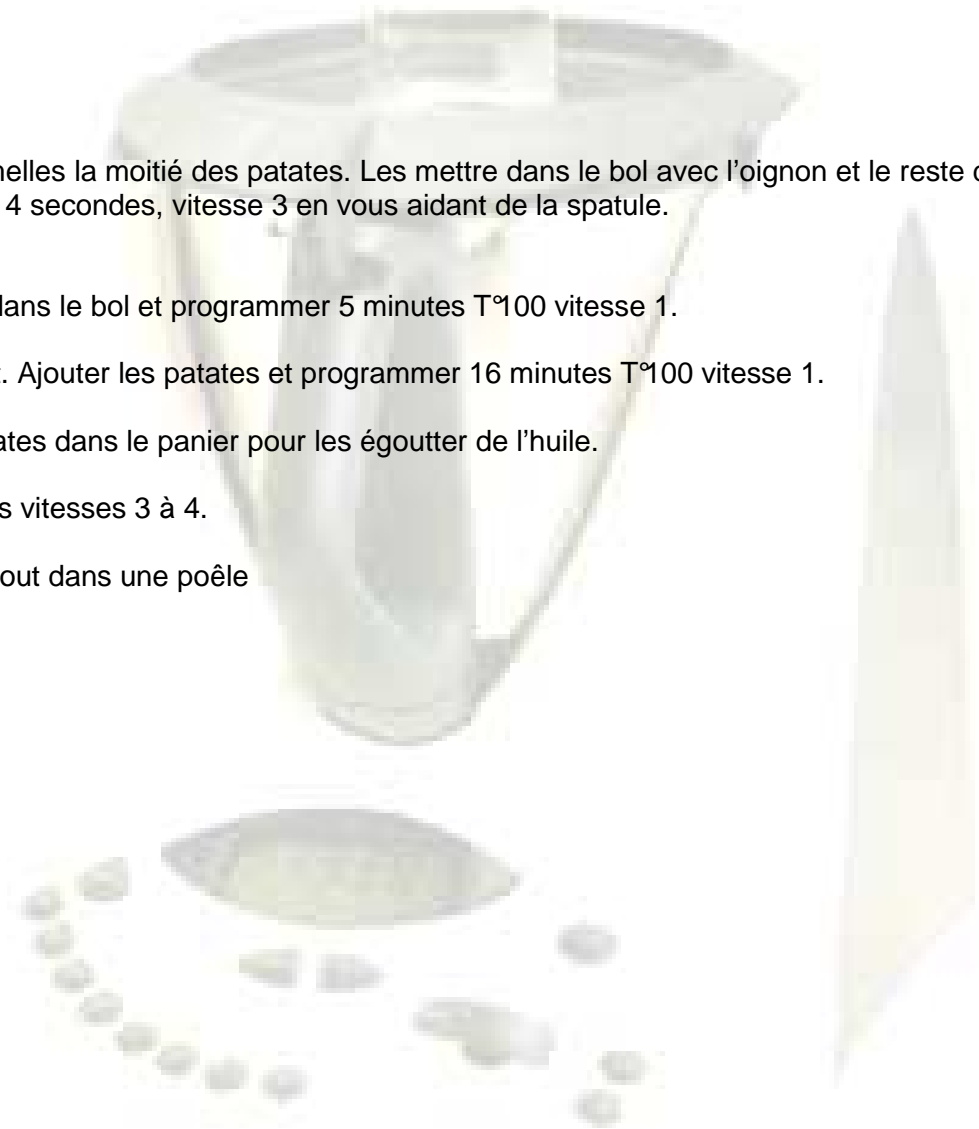 nelles la moitié des patates. Les mettre dans le bol avec l’oignon et le reste
4 secondes, vitesse 3 en vous aidant de la spatule.
dans le bol et programmer 5 minutes T°100 vitesse 1.
. Ajouter les patates et programmer 16 minutes T°100 vitesse 1.
ates dans le panier pour les égoutter de l’huile.
s vitesses 3 à 4.
out dans une poêle